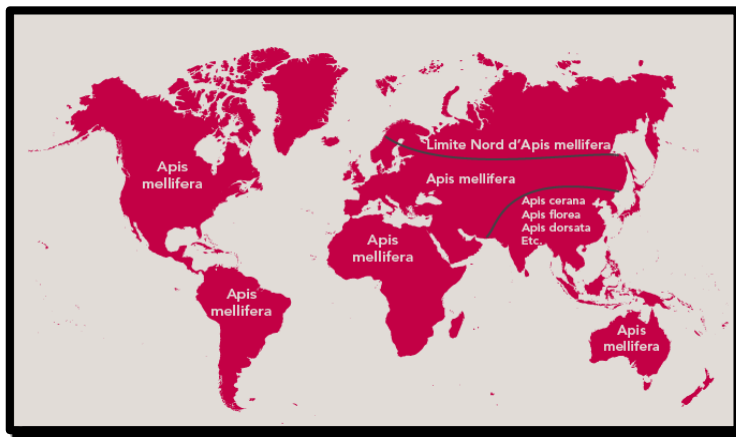 Limite Nord d'Apis mellifera
Apis
mellifera
Apis mellifera
Apis cerana
Apis florea
Apis dorsata
Etc.
Apis
mellifera
Apis
mellifera
Apis
mellifera